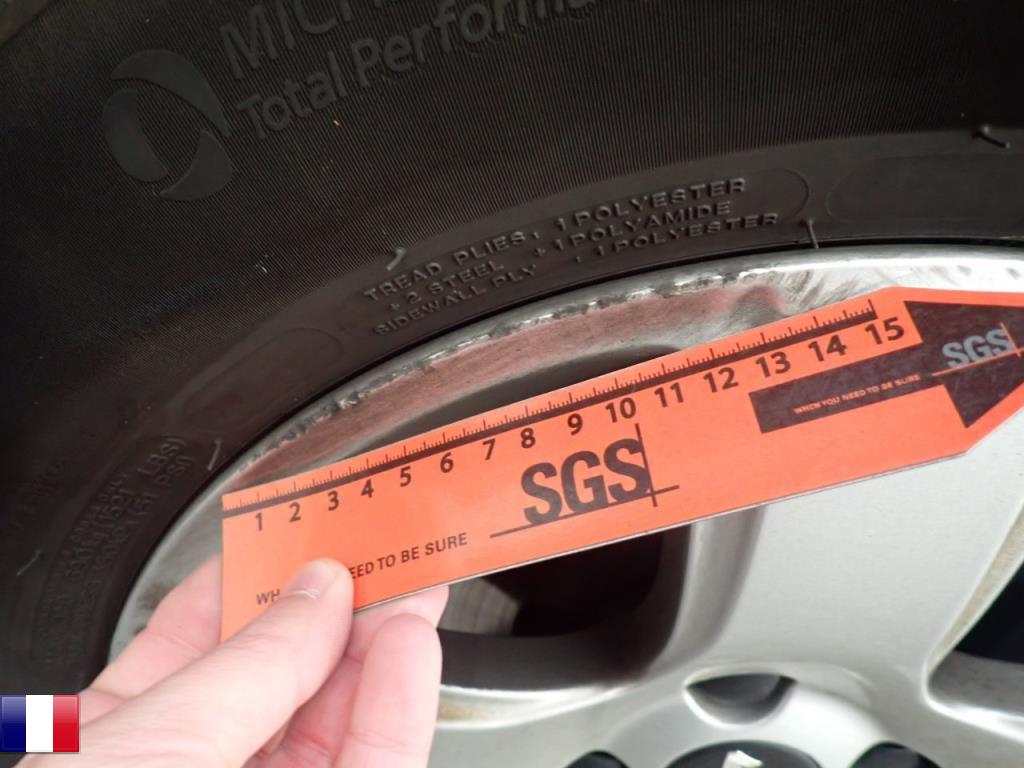 Total Performa
TREAD PLIES: 1 POLYESTER
+ 2 STEEL + 1 POLYAMIDE
SIDEWALL PLY : 1 POLYESTER
1 2 3 4 5 6 7 8 9 10 11 12 13 14 15
SGS
WHEN YOU NEED TO BE SURE
SGS
EED TO BE SURE